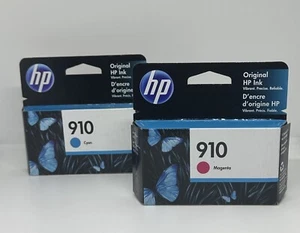 hp
Original
HP Ink
Vibrant. Precise. Reliable.
D'encre
d'origine HP
910
Cyan
hp
Original
HP Ink
Vibrant. Precise. Reliable.
D'encre
d'origine HP
910
Magenta